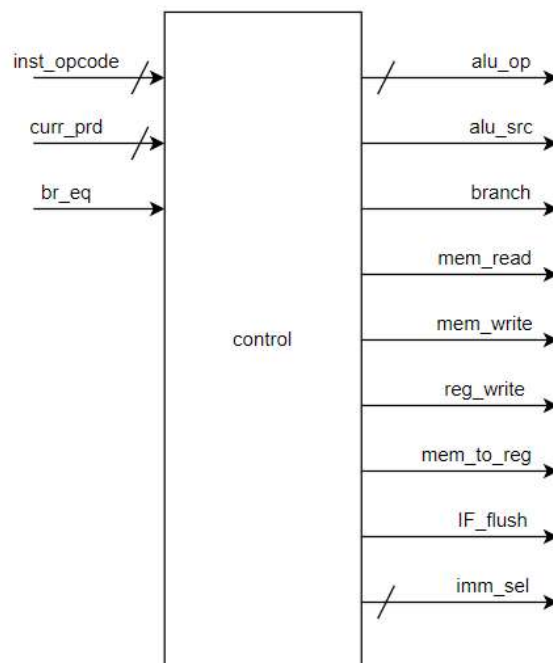 inst_opcode
curr_prd
br_eq
control
alu_op
alu_src
branch
mem_read
mem_write
reg_write
mem_to_reg
IF_flush
imm_sel